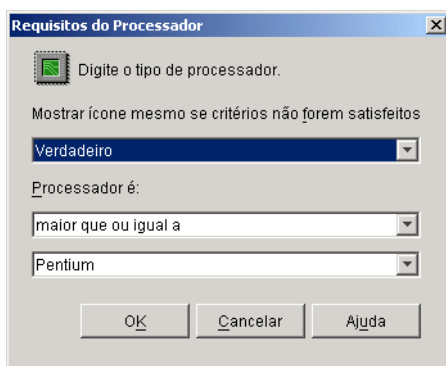 Requisitos do Processador
Digite o tipo de processador.
Mostrar ícone mesmo se critérios não forem satisfeitos
Verdadeiro
Processador é:
maior que ou igual a
Pentium
OK
Cancelar
Ajuda